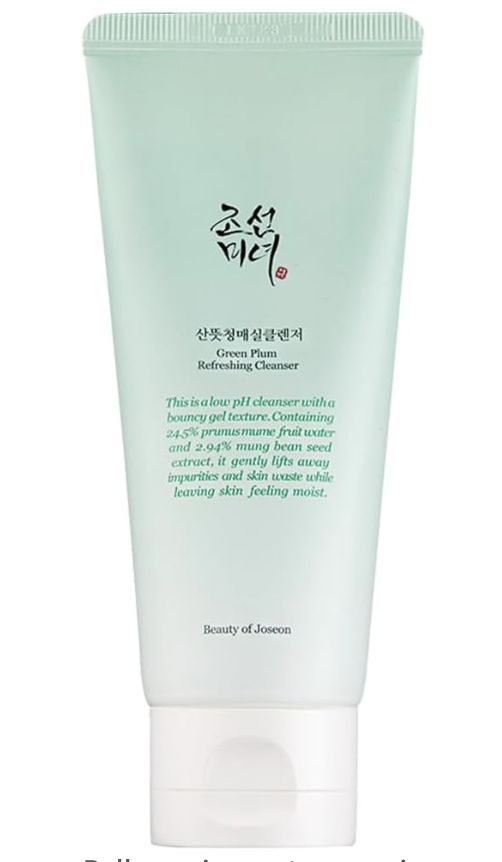 조선
미녀
산뜻청매실클렌저
Green Plum
Refreshing Cleanser
This is a low pH cleanser with a
bouncy gel texture. Containing
24.5% prunus mume fruit water
and 2.94% mung bean seed
extract, it gently lifts away
impurities and skin waste while
leaving skin feeling moist.
Beauty of Joseon